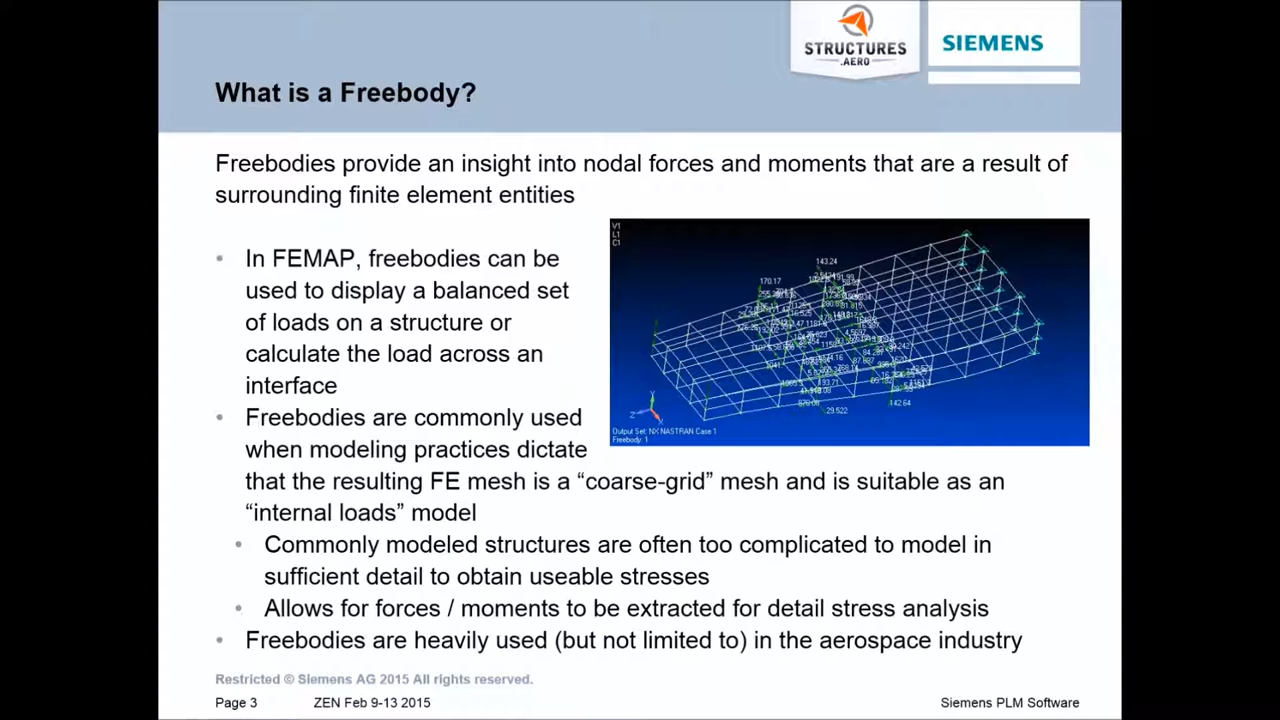 STRUCTURES
.AERO
SIEMENS
What is a Freebody?
Freebodies provide an insight into nodal forces and moments that are a result of
surrounding finite element entities
• In FEMAP, freebodies can be
used to display a balanced set
of loads on a structure or
calculate the load across an
interface
• Freebodies are commonly used
when modeling practices dictate
that the resulting FE mesh is a “coarse-grid” mesh and is suitable as an
“internal loads” model
• Commonly modeled structures are often too complicated to model in
sufficient detail to obtain useable stresses
• Allows for forces / moments to be extracted for detail stress analysis
• Freebodies are heavily used (but not limited to) in the aerospace industry
V1
L1
C1
143.24
170.17
29.522
142.64
Y
Z
X
Output Set: NX NASTRAN Case 1
Freebody: 1
Restricted © Siemens AG 2015 All rights reserved.
Page 3
ZEN Feb 9-13 2015
Siemens PLM Software